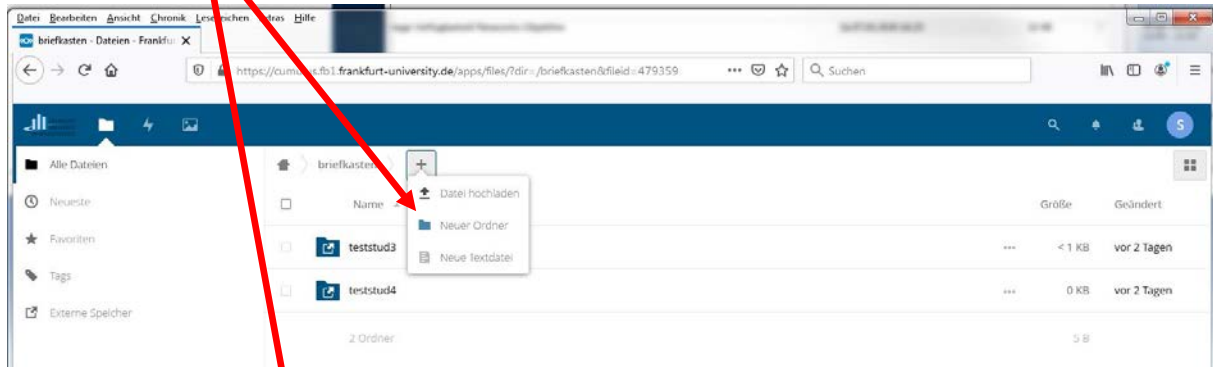 Datei Bearbeiten Ansicht Chronik Lesezeichen Extras Hilfe
briefkasten - Dateien - Frankfu
https://cumulus.fb1.frankfurt-university.de/apps/files/?dir=/briefkasten&fileid=479359
Suchen
S
Alle Dateien
briefkasten
Datei hochladen
Neueste
Name
Größe
Geändert
Neuer Ordner
Favoriten
teststud3
< 1 KB
vor 2 Tagen
Neue Textdatei
Tags
teststud4
0 KB
vor 2 Tagen
Externe Speicher
2 Ordner
5 B